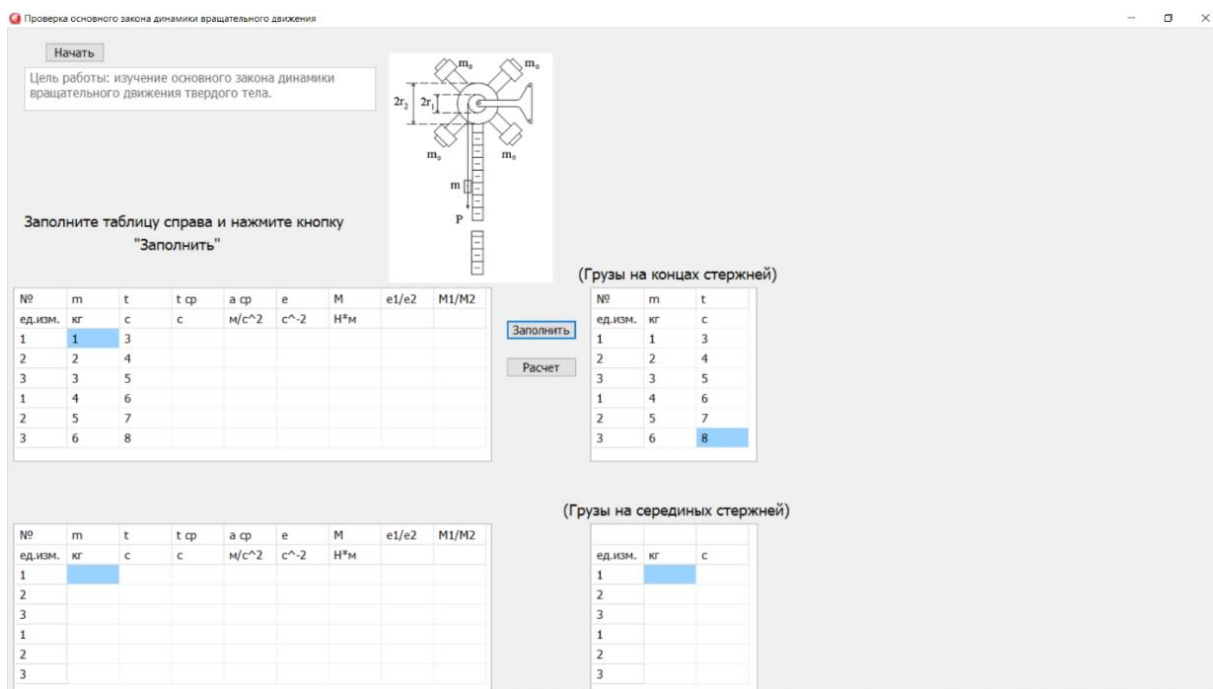 Проверка основного закона динамики вращательного движения
Начать
Цель работы: изучение основного закона динамики
вращательного движения твердого тела.
m₀ m₀
2r₂ 2r₁
m₀ m₀
m
P
Заполните таблицу справа и нажмите кнопку
"Заполнить"
(Грузы на концах стержней)
№ m t t ср a ср e M e1/e2 M1/M2
ед.изм. кг с с м/с^2 с^-2 Н*м
1 1 3
2 2 4
3 3 5
1 4 6
2 5 7
3 6 8
Заполнить
Расчет
№ m t
ед.изм. кг с
1 1 3
2 2 4
3 3 5
1 4 6
2 5 7
3 6 8
(Грузы на серединых стержней)
№ m t t ср a ср e M e1/e2 M1/M2
ед.изм. кг с с м/с^2 с^-2 Н*м
1
2
3
1
2
3
ед.изм. кг с
1
2
3
1
2
3